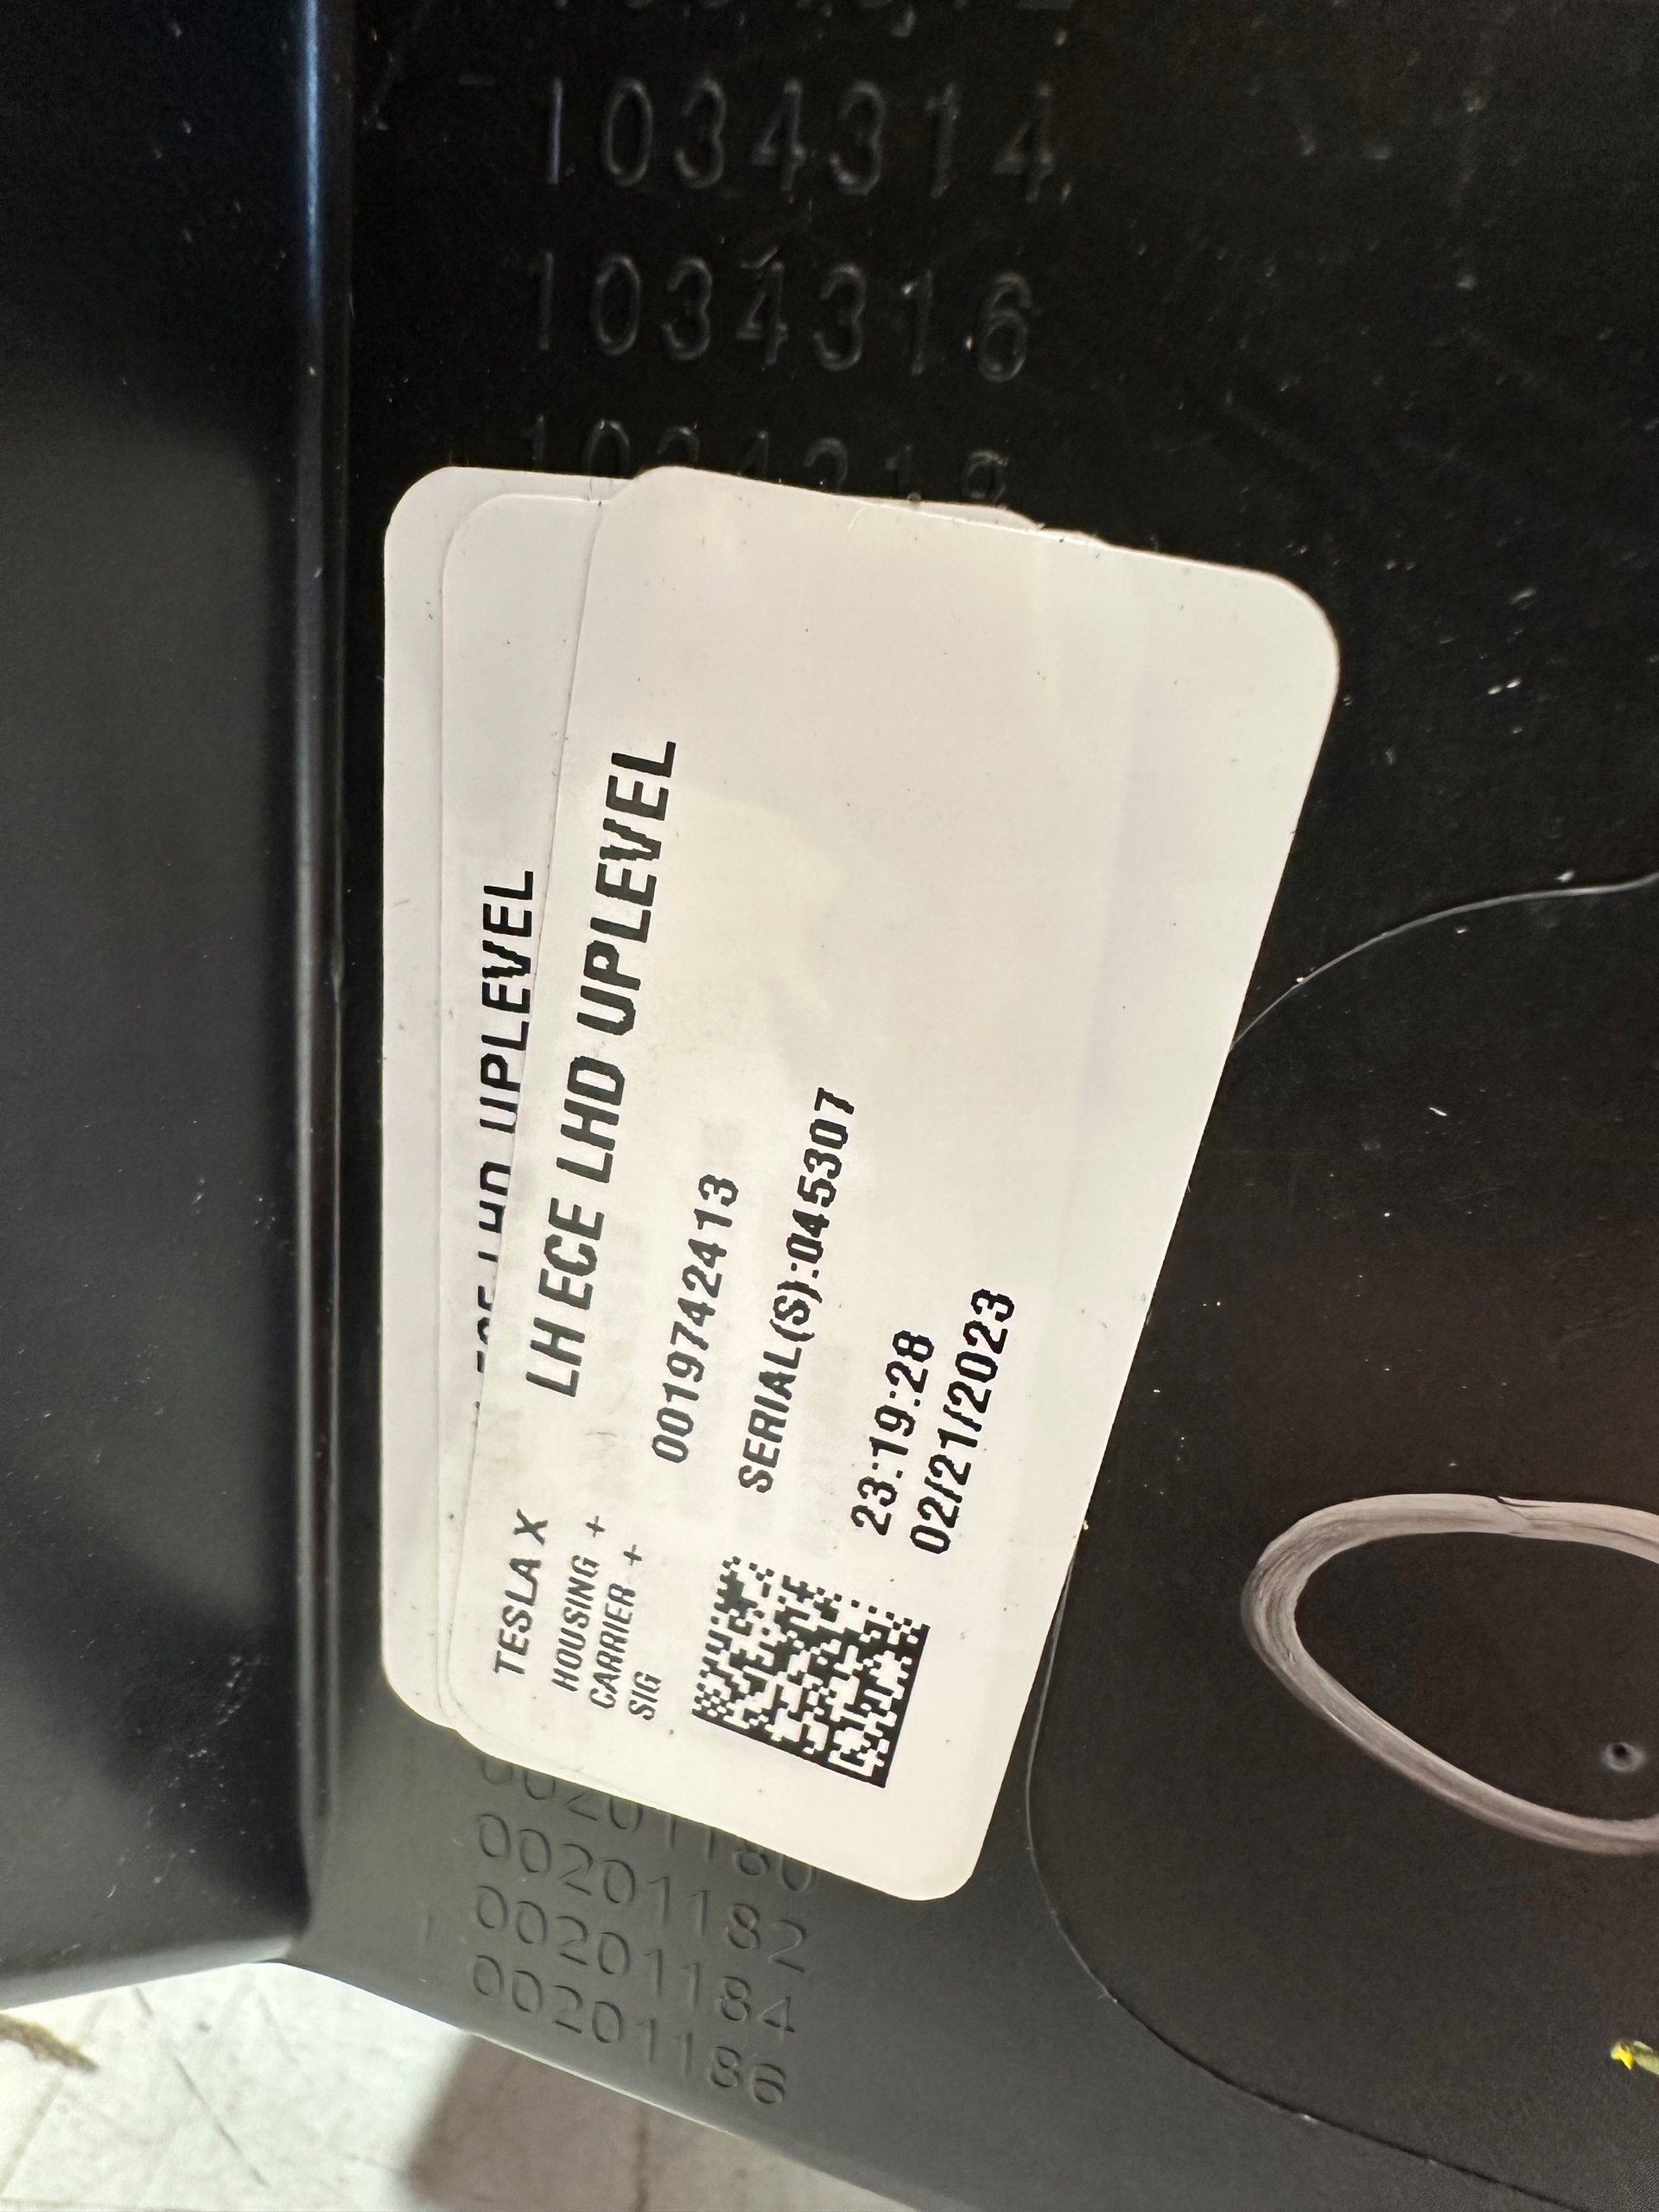 1034314
1034316
UPLEVEL
TESLA X
LH ECE LHD UPLEVEL
HOUSING +
CARRIER +
SIG
0019742413
SERIAL(S):045307
23:19:28
02/21/2023
00201180
00201182
00201184
00201186